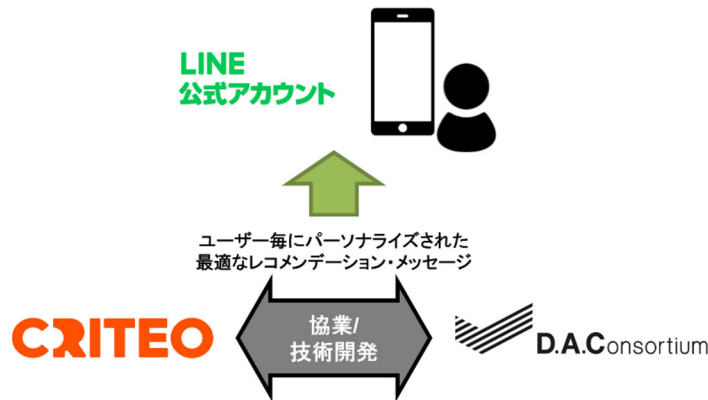 LINE
公式アカウント
ユーザー毎にパーソナライズされた
最適なレコメンデーション・メッセージ
CRITEO
協業/
技術開発
D.A.Consortium